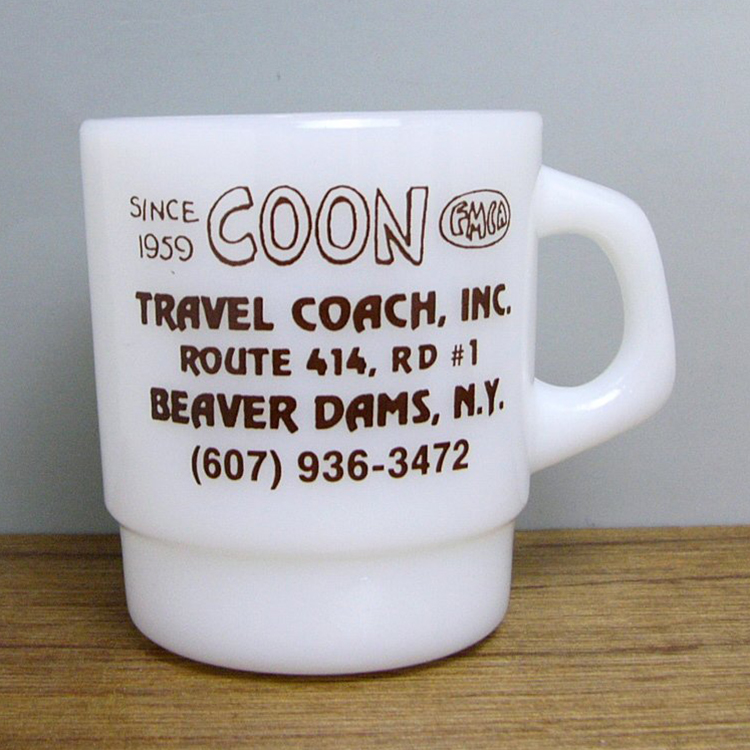 SINCE 1959 COON FMCA
TRAVEL COACH, INC.
ROUTE 414, RD #1
BEAVER DAMS, N.Y.
(607) 936-3472